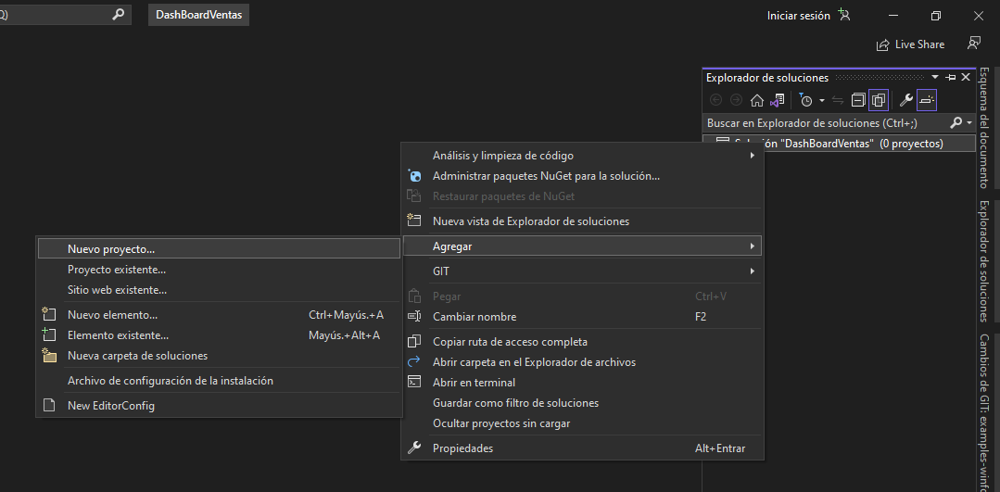 Q)
DashBoardVentas
Iniciar sesión
Live Share
Explorador de soluciones
Buscar en Explorador de soluciones (Ctrl+;)
Solución "DashBoardVentas" (0 proyectos)
Análisis y limpieza de código
Administrar paquetes NuGet para la solución...
Restaurar paquetes de NuGet
Nueva vista de Explorador de soluciones
Agregar
GIT
Pegar Ctrl+V
Cambiar nombre F2
Copiar ruta de acceso completa
Abrir carpeta en el Explorador de archivos
Abrir en terminal
Guardar como filtro de soluciones
Ocultar proyectos sin cargar
Propiedades Alt+Entrar
Nuevo proyecto...
Proyecto existente...
Sitio web existente...
Nuevo elemento... Ctrl+Mayús.+A
Elemento existente... Mayús.+Alt+A
Nueva carpeta de soluciones
Archivo de configuración de la instalación
New EditorConfig
Esquema del documento
Explorador de soluciones
Cambios de GIT: examples-winfo